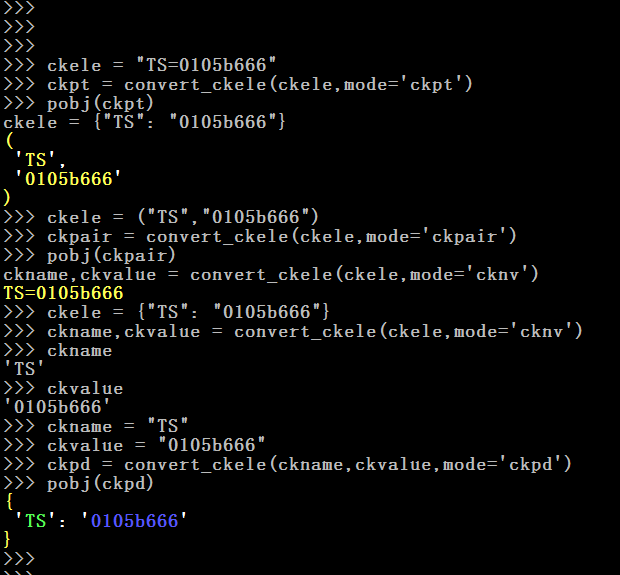 >>>
>>>
>>>
>>> ckele = "TS=0105b666"
>>> ckpt = convert_ckele(ckele,mode='ckpt')
>>> pobj(ckpt)
ckele = {"TS": "0105b666"}
(
 'TS',
 '0105b666'
)
>>> ckele = ("TS","0105b666")
>>> ckpair = convert_ckele(ckele,mode='ckpair')
>>> pobj(ckpair)
ckname,ckvalue = convert_ckele(ckele,mode='cknv')
TS=0105b666
>>> ckele = {"TS": "0105b666"}
>>> ckname,ckvalue = convert_ckele(ckele,mode='cknv')
>>> ckname
'TS'
>>> ckvalue
'0105b666'
>>> ckname = "TS"
>>> ckvalue = "0105b666"
>>> ckpd = convert_ckele(ckname,ckvalue,mode='ckpd')
>>> pobj(ckpd)
{
 'TS': '0105b666'
}
>>>
>>>